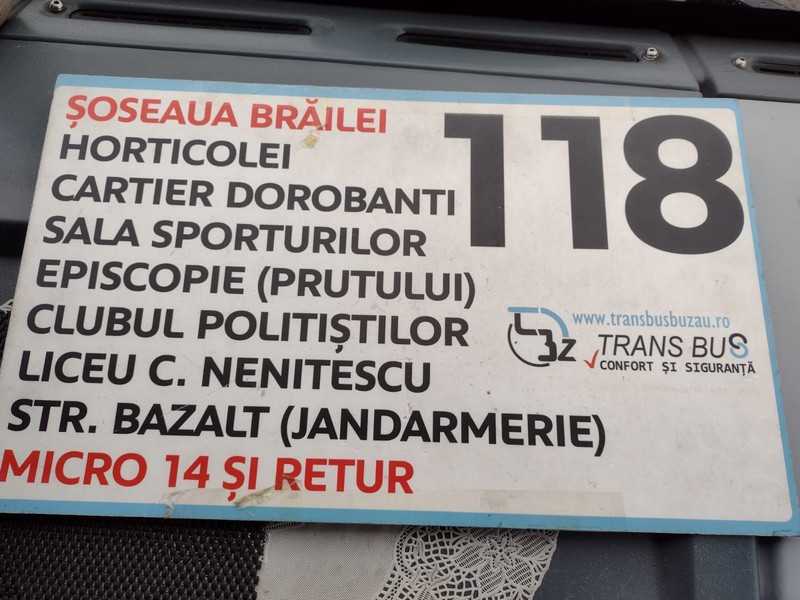 ȘOSEAUA BRĂILEI
HORTICOLEI
CARTIER DOROBANTI
SALA SPORTURILOR
EPISCOPIE (PRUTULUI)
CLUBUL POLITIȘTILOR
LICEU C. NENITESCU
STR. BAZALT (JANDARMERIE)
MICRO 14 ȘI RETUR
118
www.transbusbuzau.ro
TRANS BUS
CONFORT ȘI SIGURANȚĂ